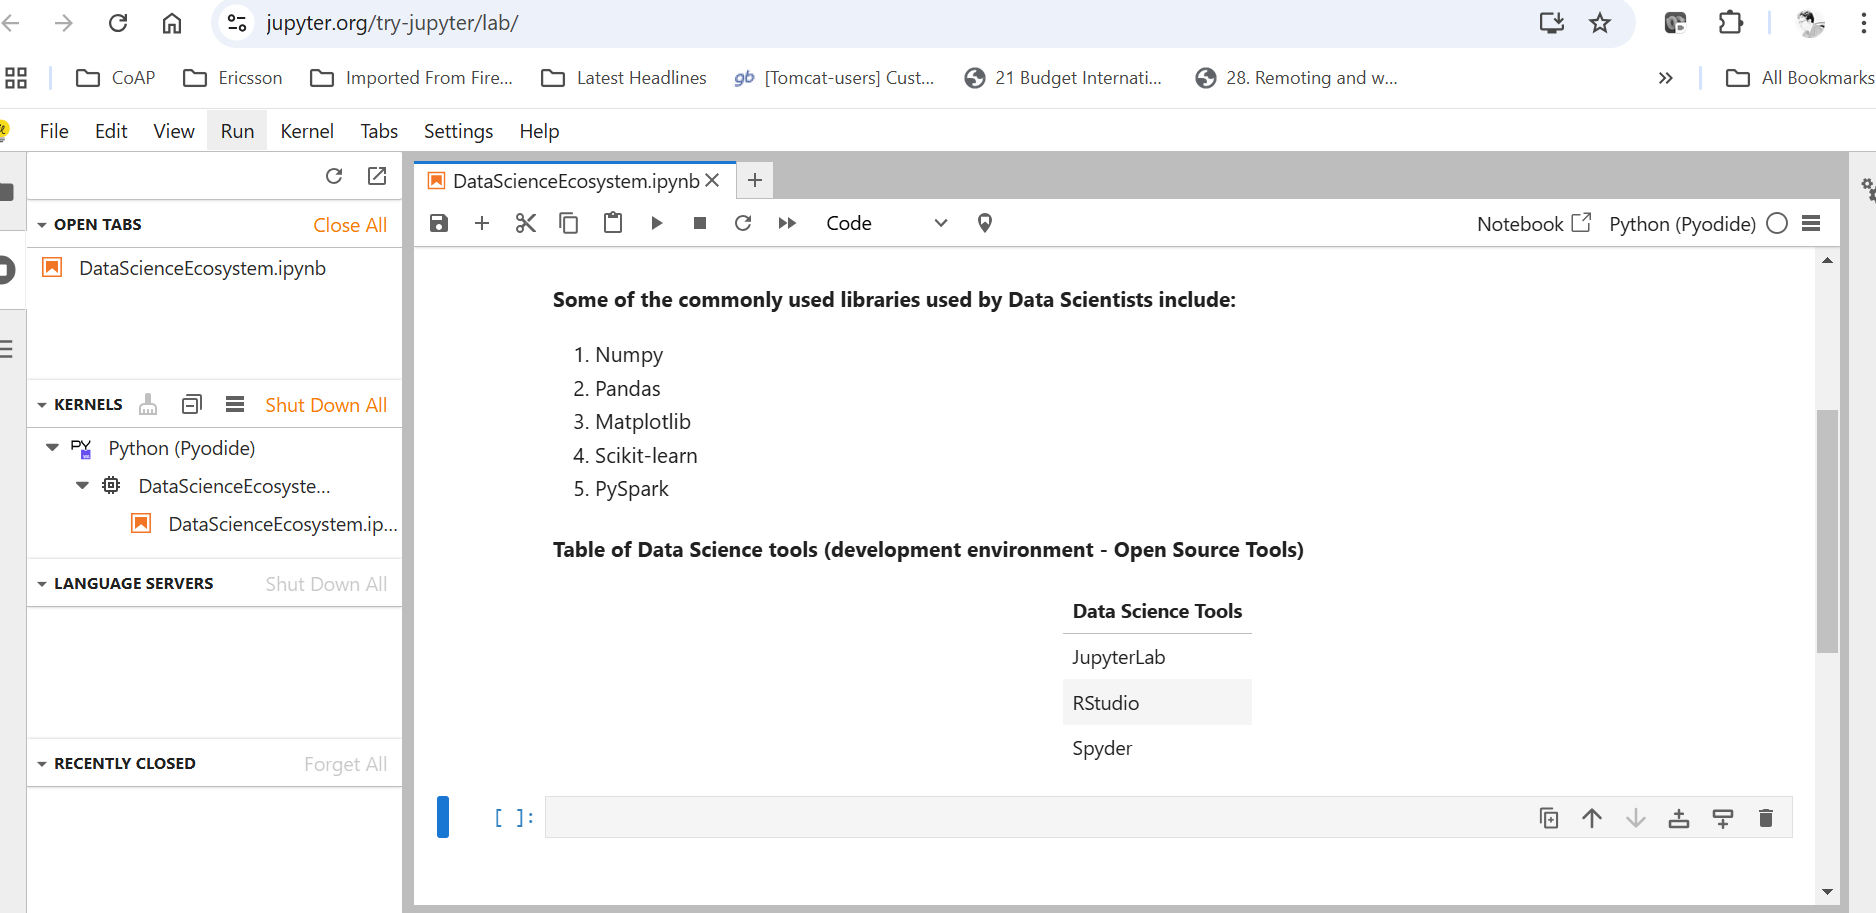 jupyter.org/try-jupyter/lab/
CoAP Ericsson Imported From Fire... Latest Headlines gb [Tomcat-users] Cust... 21 Budget Internati... 28. Remoting and w... » All Bookmarks
File Edit View Run Kernel Tabs Settings Help
DataScienceEcosystem.ipynb
OPEN TABS Close All
DataScienceEcosystem.ipynb
KERNELS Shut Down All
PY Python (Pyodide)
DataScienceEcosyste...
DataScienceEcosystem.ip...
LANGUAGE SERVERS Shut Down All
RECENTLY CLOSED Forget All
Code Notebook Python (Pyodide)
Some of the commonly used libraries used by Data Scientists include:
1. Numpy
2. Pandas
3. Matplotlib
4. Scikit-learn
5. PySpark
Table of Data Science tools (development environment - Open Source Tools)
Data Science Tools
JupyterLab
RStudio
Spyder
[ ]: